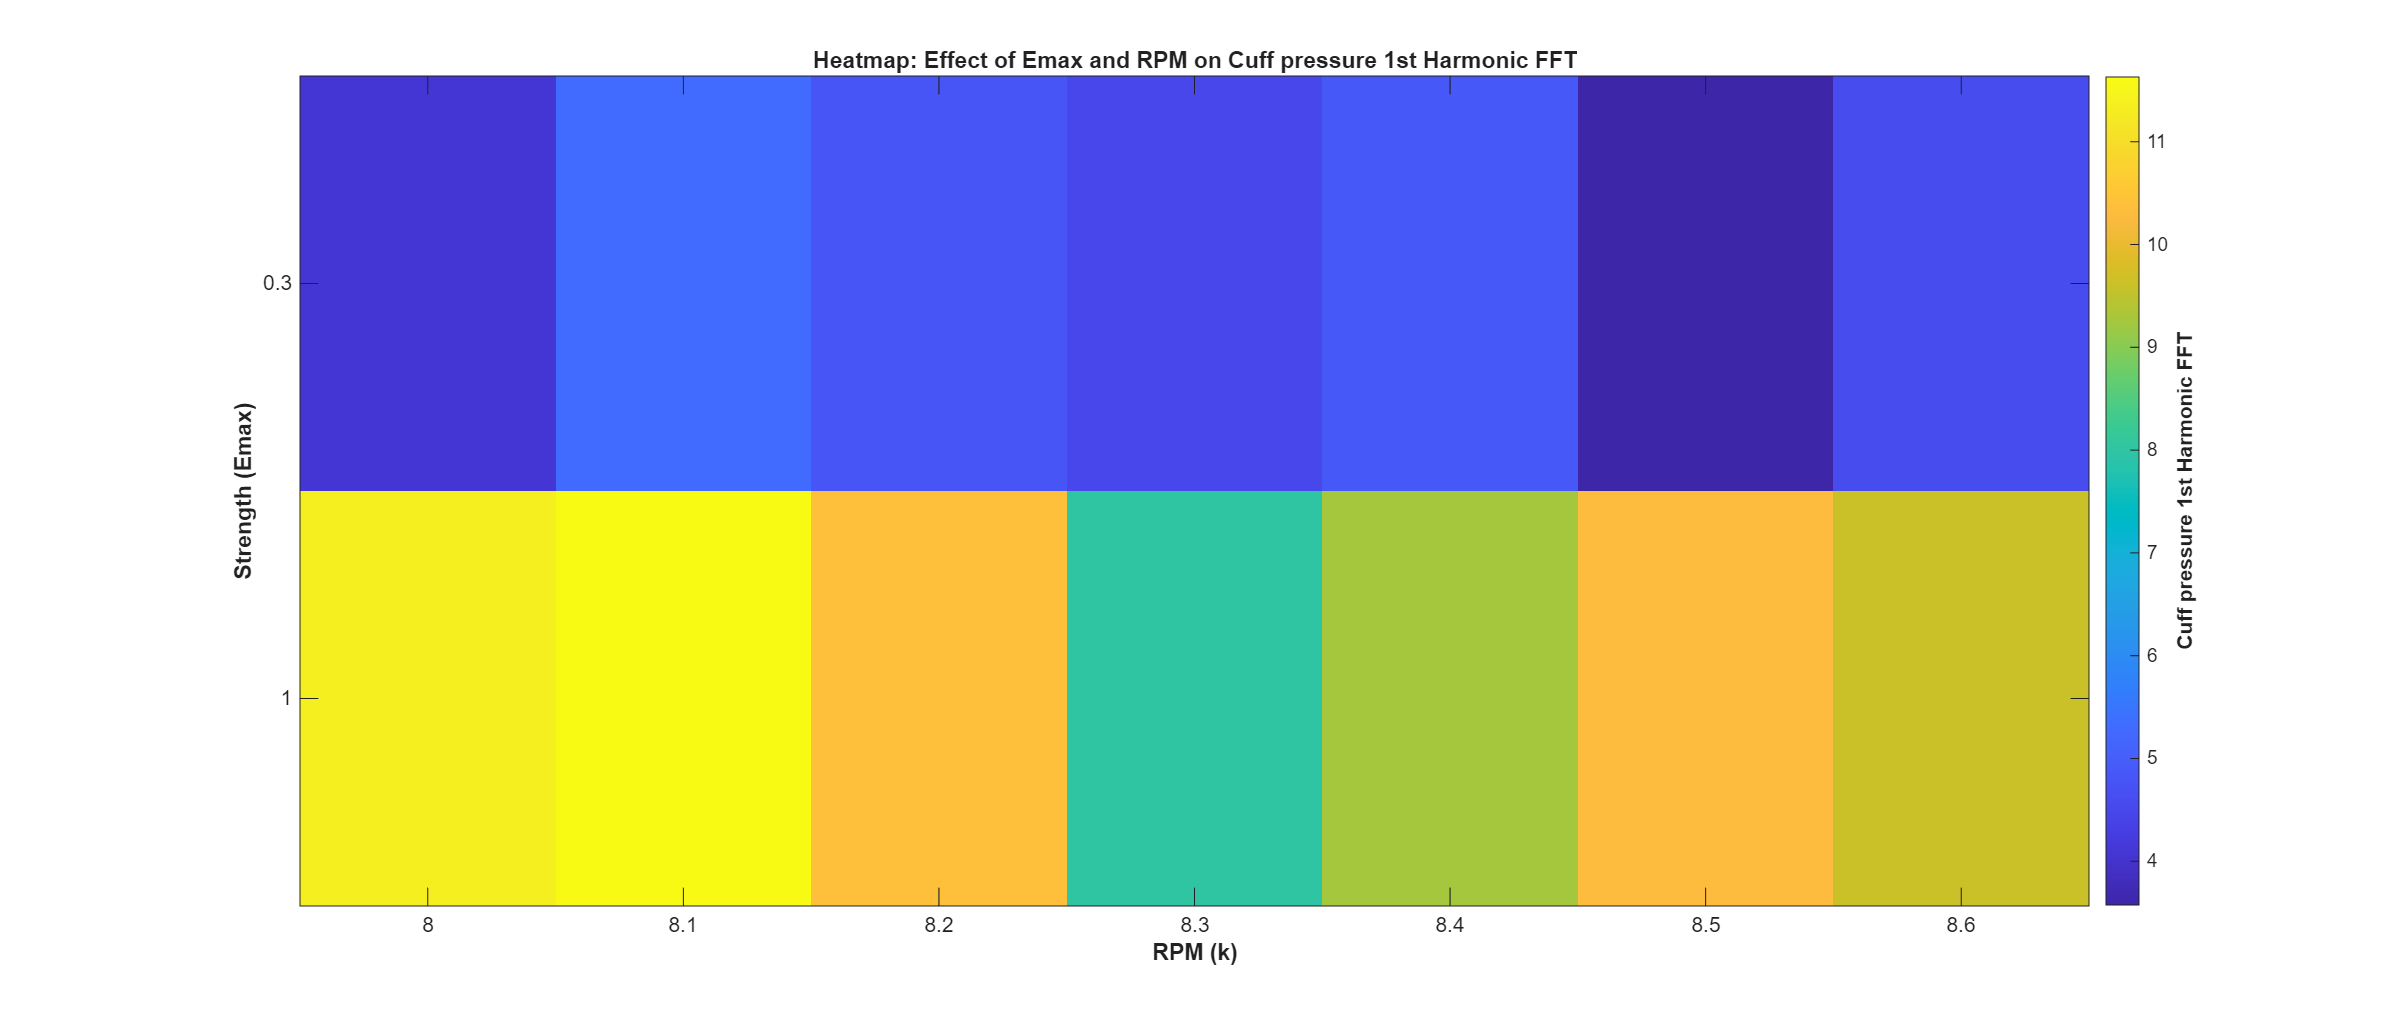 Heatmap: Effect of Emax and RPM on Cuff pressure 1st Harmonic FFT
Strength (Emax)
0.3
1
8 8.1 8.2 8.3 8.4 8.5 8.6
RPM (k)
11
10
9
8
7
6
5
4
Cuff pressure 1st Harmonic FFT